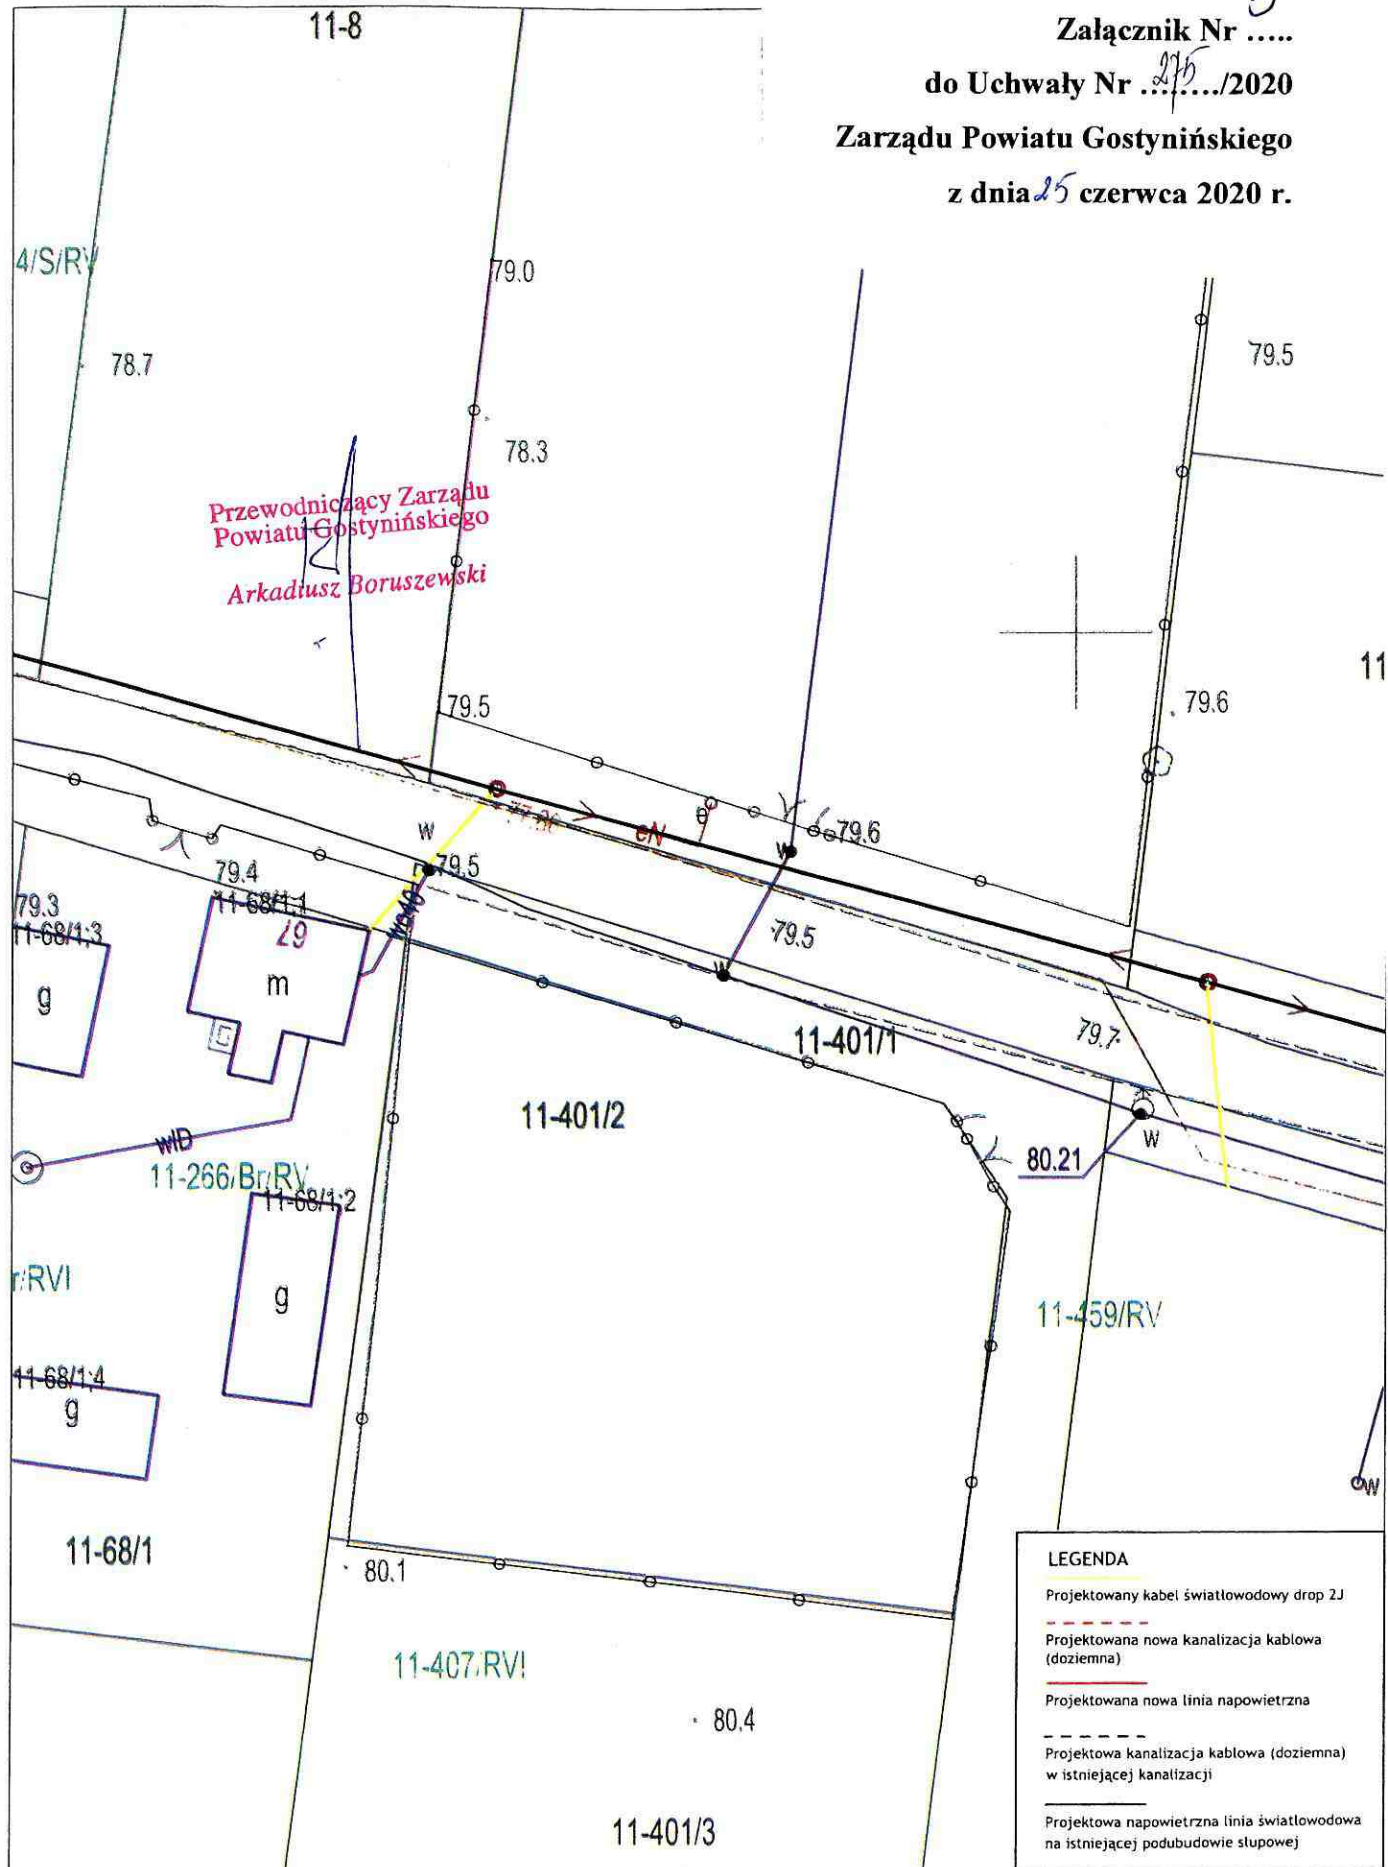 11-8
Załącznik Nr .....
do Uchwały Nr ...275.../2020
Zarządu Powiatu Gostynińskiego
z dnia 25 czerwca 2020 r.
4/S/RV
79.0
78.7
79.5
78.3
Przewodniczący Zarządu
Powiatu Gostynińskiego
Arkadiusz Boruszewski
11
79.5
79.6
eN
79.6
w
w
79.5
79.4
11-68/1;1
79.3
11-68/1;3
29
79.5
w
g
m
79.7
11-401/1
11-401/2
w
80.21
wD
11-266/Br/RV
11-68/1;2
r/RVI
g
11-459/RV
11-68/1;4
g
w
11-68/1
80.1
11-407/RVI
80.4
11-401/3
LEGENDA
Projektowany kabel światłowodowy drop 2J
Projektowana nowa kanalizacja kablowa
(doziemna)
Projektowana nowa linia napowietrzna
Projektowa kanalizacja kablowa (doziemna)
w istniejącej kanalizacji
Projektowa napowietrzna linia światłowodowa
na istniejącej podubudowie słupowej